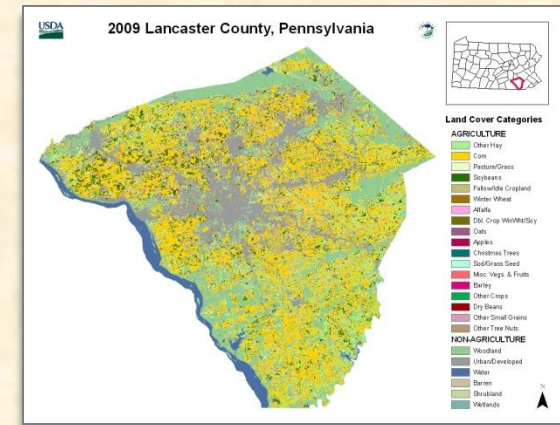 USDA
2009 Lancaster County, Pennsylvania
Land Cover Categories
AGRICULTURE
Other Hay
Corn
Pasture/Grass
Soybeans
Fallow/Idle Cropland
Winter Wheat
Alfalfa
Dbl. Crop WinWht/Soy
Oats
Apples
Christmas Trees
Sod/Grass Seed
Misc. Vegs. & Fruits
Barley
Other Crops
Dry Beans
Other Small Grains
Other Tree Nuts
NON-AGRICULTURE
Woodland
Urban/Developed
Water
Barren
Shrubland
Wetlands
N